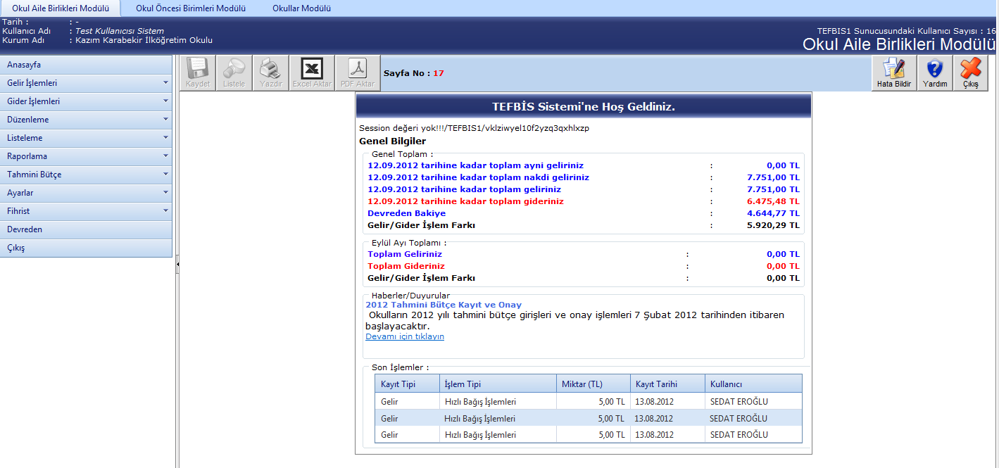 Okul Aile Birlikleri Modülü Okul Öncesi Birimleri Modülü Okullar Modülü
Tarih : : -
Kullanıcı Adı : Test Kullanıcısı Sistem
Kurum Adı : Kazım Karabekir İlköğretim Okulu
TEFBIS1 Sunucusundaki Kullanıcı Sayısı : 16
Okul Aile Birlikleri Modülü
Anasayfa
Gelir İşlemleri
Gider İşlemleri
Düzenleme
Listeleme
Raporlama
Tahmini Bütçe
Ayarlar
Fihrist
Devreden
Çıkış
Kaydet Listele Yazdır Excel Aktar PDF Aktar Sayfa No : 17 Hata Bildir Yardım Çıkış
TEFBİS Sistemi'ne Hoş Geldiniz.
Session değeri yok!!!/TEFBIS1/vklziwyel10f2yzq3qxhlxzp
Genel Bilgiler
Genel Toplam :
12.09.2012 tarihine kadar toplam ayni geliriniz : 0,00 TL
12.09.2012 tarihine kadar toplam nakdi geliriniz : 7.751,00 TL
12.09.2012 tarihine kadar toplam geliriniz : 7.751,00 TL
12.09.2012 tarihine kadar toplam gideriniz : 6.475,48 TL
Devreden Bakiye : 4.644,77 TL
Gelir/Gider İşlem Farkı : 5.920,29 TL
Eylül Ayı Toplamı :
Toplam Geliriniz : 0,00 TL
Toplam Gideriniz : 0,00 TL
Gelir/Gider İşlem Farkı : 0,00 TL
Haberler/Duyurular
2012 Tahmini Bütçe Kayıt ve Onay
Okulların 2012 yılı tahmini bütçe girişleri ve onay işlemleri 7 Şubat 2012 tarihinden itibaren
başlayacaktır.
Devamı için tıklayın
Son İşlemler :
Kayıt Tipi İşlem Tipi Miktar (TL) Kayıt Tarihi Kullanıcı
Gelir Hızlı Bağış İşlemleri 5,00 TL 13.08.2012 SEDAT EROĞLU
Gelir Hızlı Bağış İşlemleri 5,00 TL 13.08.2012 SEDAT EROĞLU
Gelir Hızlı Bağış İşlemleri 5,00 TL 13.08.2012 SEDAT EROĞLU